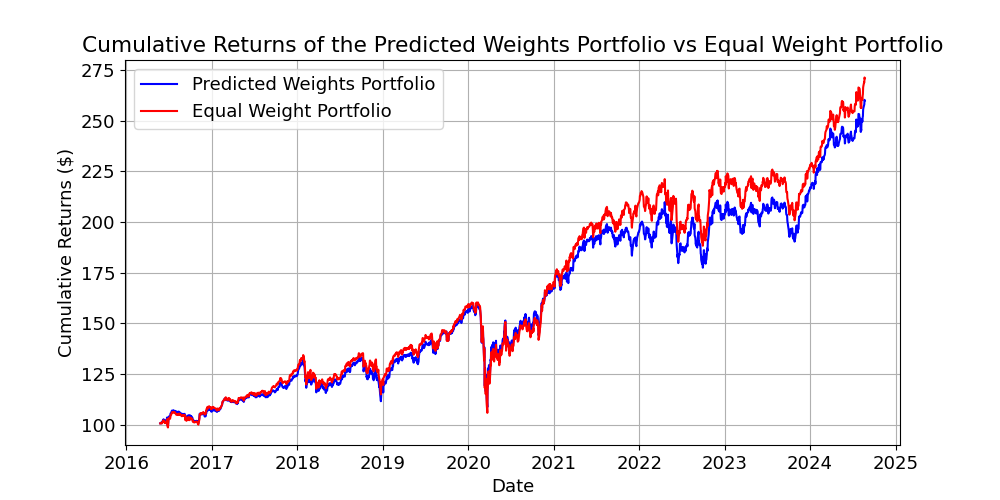 Cumulative Returns of the Predicted Weights Portfolio vs Equal Weight Portfolio
Predicted Weights Portfolio
Equal Weight Portfolio
Cumulative Returns ($)
275
250
225
200
175
150
125
100
2016 2017 2018 2019 2020 2021 2022 2023 2024 2025
Date